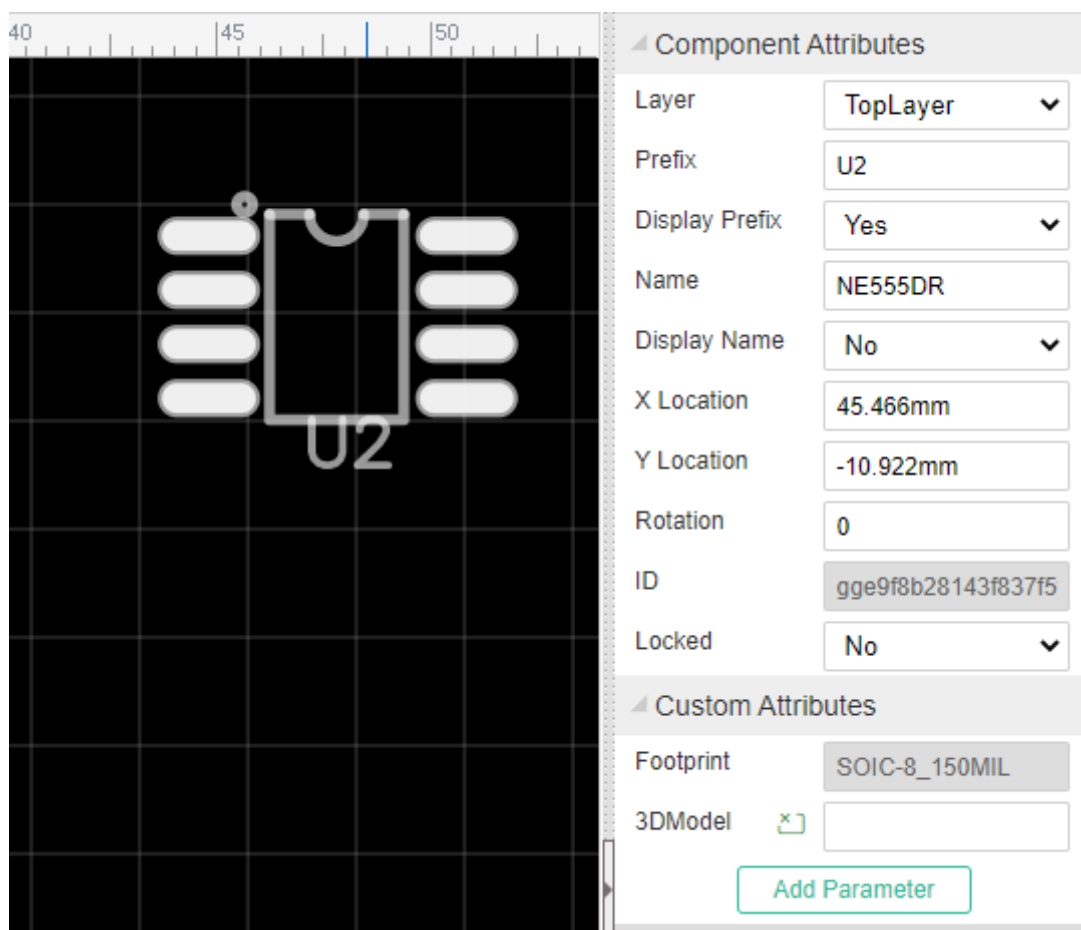 40 45 50
U2
Component Attributes
Layer TopLayer
Prefix U2
Display Prefix Yes
Name NE555DR
Display Name No
X Location 45.466mm
Y Location -10.922mm
Rotation 0
ID gge9f8b28143f837f5
Locked No
Custom Attributes
Footprint SOIC-8_150MIL
3DModel
Add Parameter